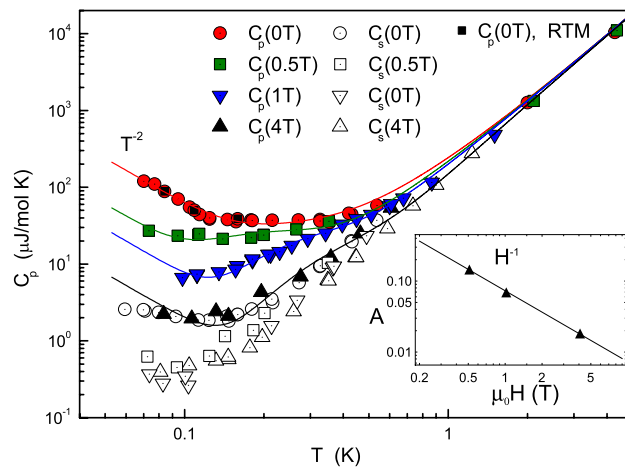 C_p(0T) C_s(0T) C_p(0T), RTM
C_p(0.5T) C_s(0.5T)
C_p(1T) C_s(0T)
C_p(4T) C_s(4T)
T^-2
10^4
10^3
10^2
10^1
10^0
10^-1
C_p (μJ/mol K)
0.1 1
T (K)
H^-1
A
0.10
0.05
0.01
0.2 0.5 1 2 5
μ_0H (T)